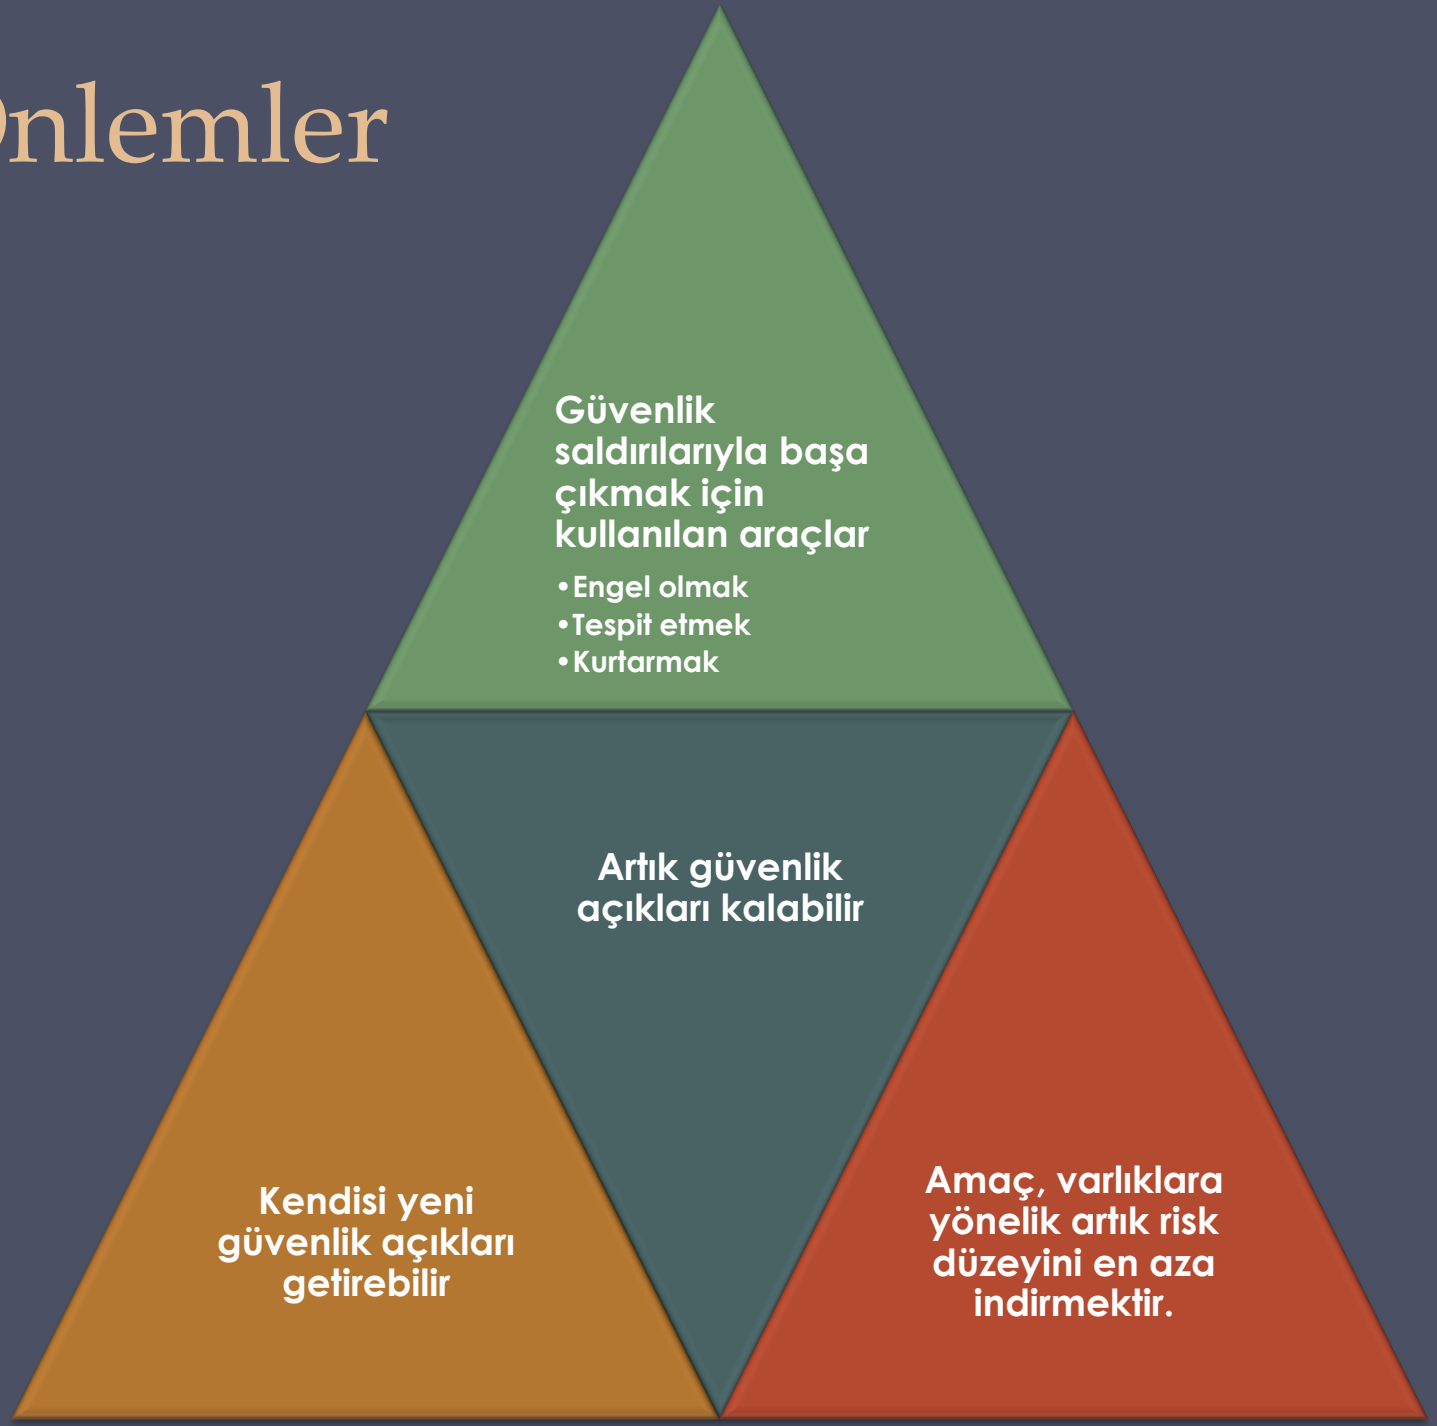 Önlemler
Güvenlik
saldırılarıyla başa
çıkmak için
kullanılan araçlar
•Engel olmak
•Tespit etmek
•Kurtarmak
Artık güvenlik
açıkları kalabilir
Kendisi yeni
güvenlik açıkları
getirebilir
Amaç, varlıklara
yönelik artık risk
düzeyini en aza
indirmektir.